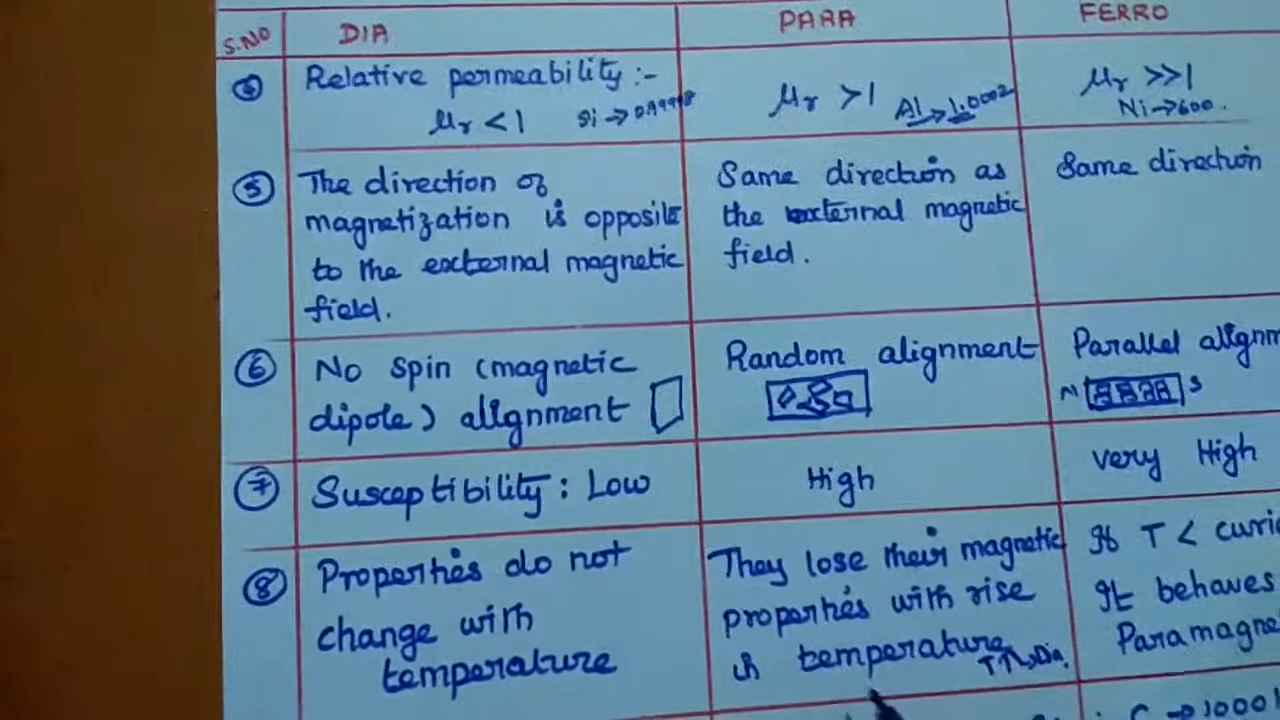 S.NO DIA PARA FERRO
Relative permeability :-
μr < 1 Si → 0.99998
μr > 1 Al → 1.0002
μr >> 1
Ni → 600.
⑤ The direction of
magnetization is opposite
to the external magnetic
field.
Same direction as
the external magnetic
field.
Same direction
⑥ No spin (magnetic
dipole) alignment
Random alignment
Parallel alignm
N S
⑦ Susceptibility : Low
High
very High
⑧ Properties do not
change with
temperature
They lose their magnetic
properties with rise
in temperature
T↑→Dia.
If T < curi
It behaves
Paramagne
C → 1000